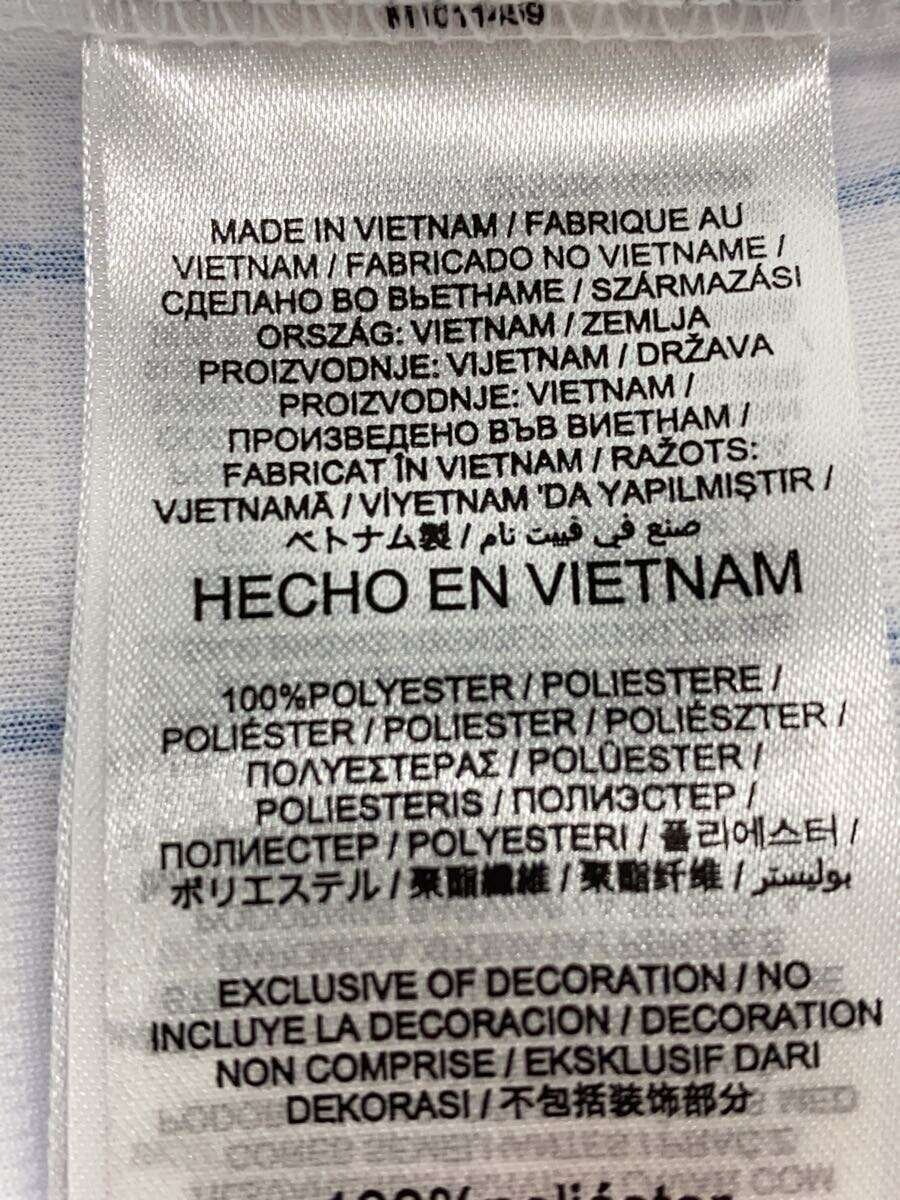 MADE IN VIETNAM / FABRIQUE AU
VIETNAM / FABRICADO NO VIETNAME /
СДЕЛАНО ВО ВЬЕТНАМЕ / SZÁRMAZÁSI
ORSZÁG: VIETNAM / ZEMLJA
PROIZVODNJE: VIJETNAM / DRŽAVA
PROIZVODNJE: VIETNAM /
ПРОИЗВЕДЕНО ВЪВ ВИЕТНАМ /
FABRICAT ÎN VIETNAM / RAŽOTS:
VJETNAMĀ / VİYETNAM 'DA YAPILMIŞTIR /
ベトナム製 / صنع في فييت نام
HECHO EN VIETNAM
100%POLYESTER / POLIESTERE /
POLIÉSTER / POLIESTER / POLIÉSZTER /
ΠΟΛΥΕΣΤΕΡΑΣ / POLÜESTER /
POLIESTERIS / ПОЛИЭСТЕР /
ПОЛИЕСТЕР / POLYESTERI / 폴리에스터 /
ポリエステル / 聚酯纖維 / 聚酯纤维 / بوليستر
EXCLUSIVE OF DECORATION / NO
INCLUYE LA DECORACION / DECORATION
NON COMPRISE / EKSKLUSIF DARI
DEKORASI / 不包括装饰部分